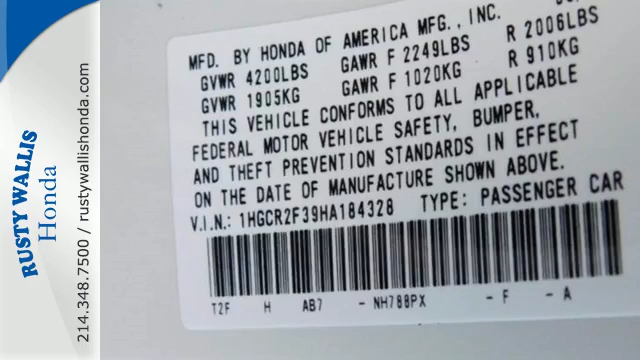 RUSTY WALLIS
Honda
214.348.7500 / rustywallishonda.com
MFD. BY HONDA OF AMERICA MFG., INC.
GVWR 4200LBS GAWR F 2249LBS R 2006LBS
GVWR 1905KG GAWR F 1020KG R 910KG
THIS VEHICLE CONFORMS TO ALL APPLICABLE
FEDERAL MOTOR VEHICLE SAFETY, BUMPER,
AND THEFT PREVENTION STANDARDS IN EFFECT
ON THE DATE OF MANUFACTURE SHOWN ABOVE.
V.I.N.: 1HGCR2F39HA184328 TYPE: PASSENGER CAR
T2F H AB7 - NH788PX - F - A